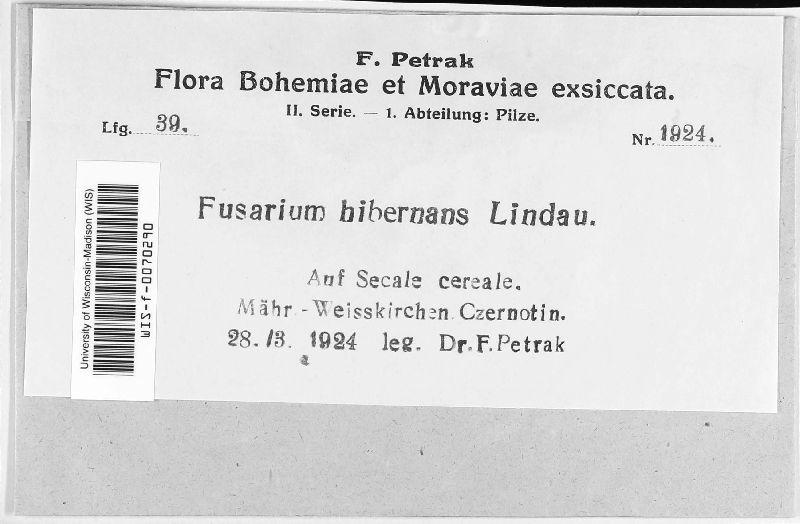 F. Petrak
Flora Bohemiae et Moraviae exsiccata.
II. Serie. — 1. Abteilung: Pilze.
Lfg. 39.
Nr. 1924.
Fusarium hibernans Lindau.
Auf Secale cereale.
Mähr.-Weisskirchen Czernotin.
28. /3. 1924 leg. Dr. F. Petrak
University of Wisconsin-Madison (WIS)
WIS-f-0070290